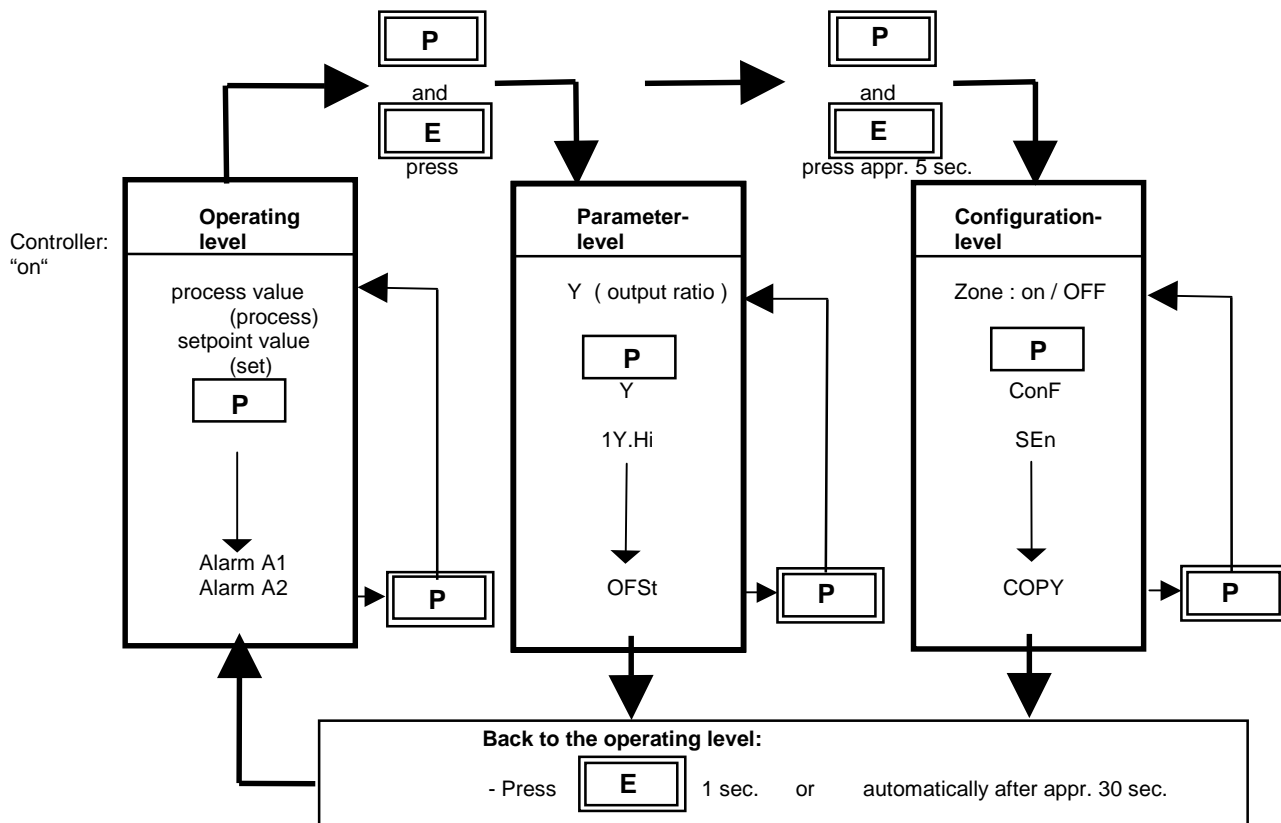 P
and
E
press
P
and
E
press appr. 5 sec.
Controller:
“on“
Operating
level
process value
(process)
setpoint value
(set)
P
Alarm A1
Alarm A2
P
Parameter-
level
Y ( output ratio )
P
Y
1Y.Hi
OFSt
P
Configuration-
level
Zone : on / OFF
P
ConF
SEn
COPY
P
Back to the operating level:
- Press E 1 sec. or automatically after appr. 30 sec.